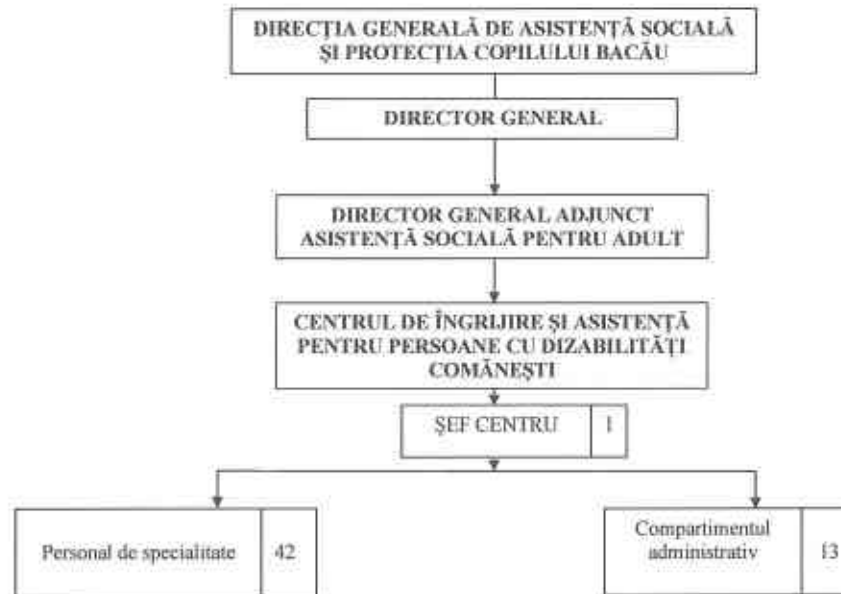 DIRECȚIA GENERALĂ DE ASISTENȚĂ SOCIALĂ
ȘI PROTECȚIA COPILULUI BACĂU
DIRECTOR GENERAL
DIRECTOR GENERAL ADJUNCT
ASISTENȚĂ SOCIALĂ PENTRU ADULT
CENTRUL DE ÎNGRIJIRE ȘI ASISTENȚĂ
PENTRU PERSOANE CU DIZABILITĂȚI
COMĂNEȘTI
ȘEF CENTRU 1
Personal de specialitate 42
Compartimentul
administrativ 13